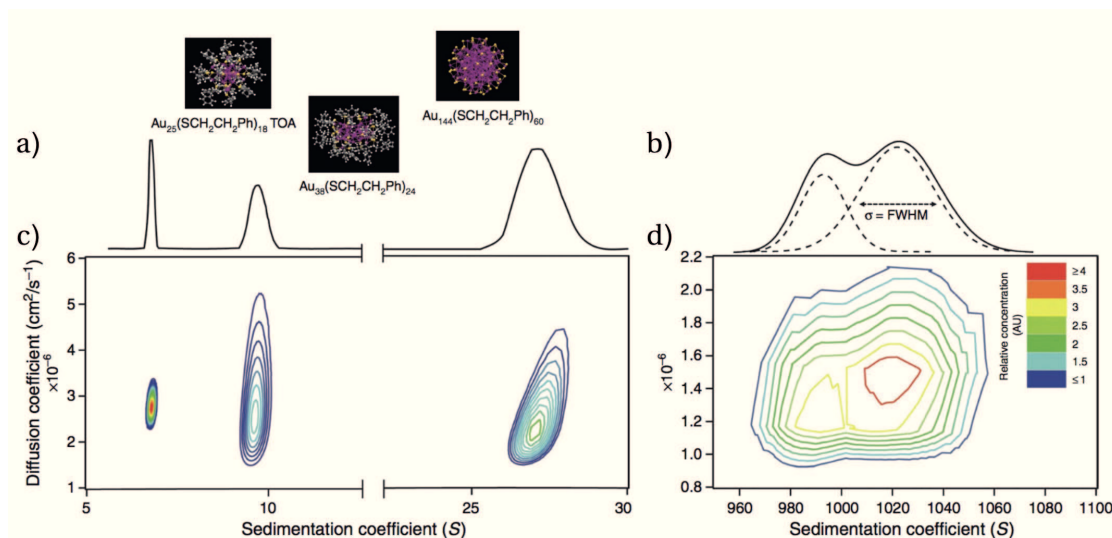 a)
Au₂₅(SCH₂CH₂Ph)₁₈ TOA
Au₃₈(SCH₂CH₂Ph)₂₄
Au₁₄₄(SCH₂CH₂Ph)₆₀
b)
σ = FWHM
c)
Diffusion coefficient (cm²/s⁻¹)
×10⁻⁶
6
5
4
3
2
1
5
10
25
30
Sedimentation coefficient (S)
d)
×10⁻⁶
2.2
2.0
1.8
1.6
1.4
1.2
1.0
0.8
Relative concentration
(AU)
≥4
3.5
3
2.5
2
1.5
≤1
960
980
1000
1020
1040
1060
1080
1100
Sedimentation coefficient (S)